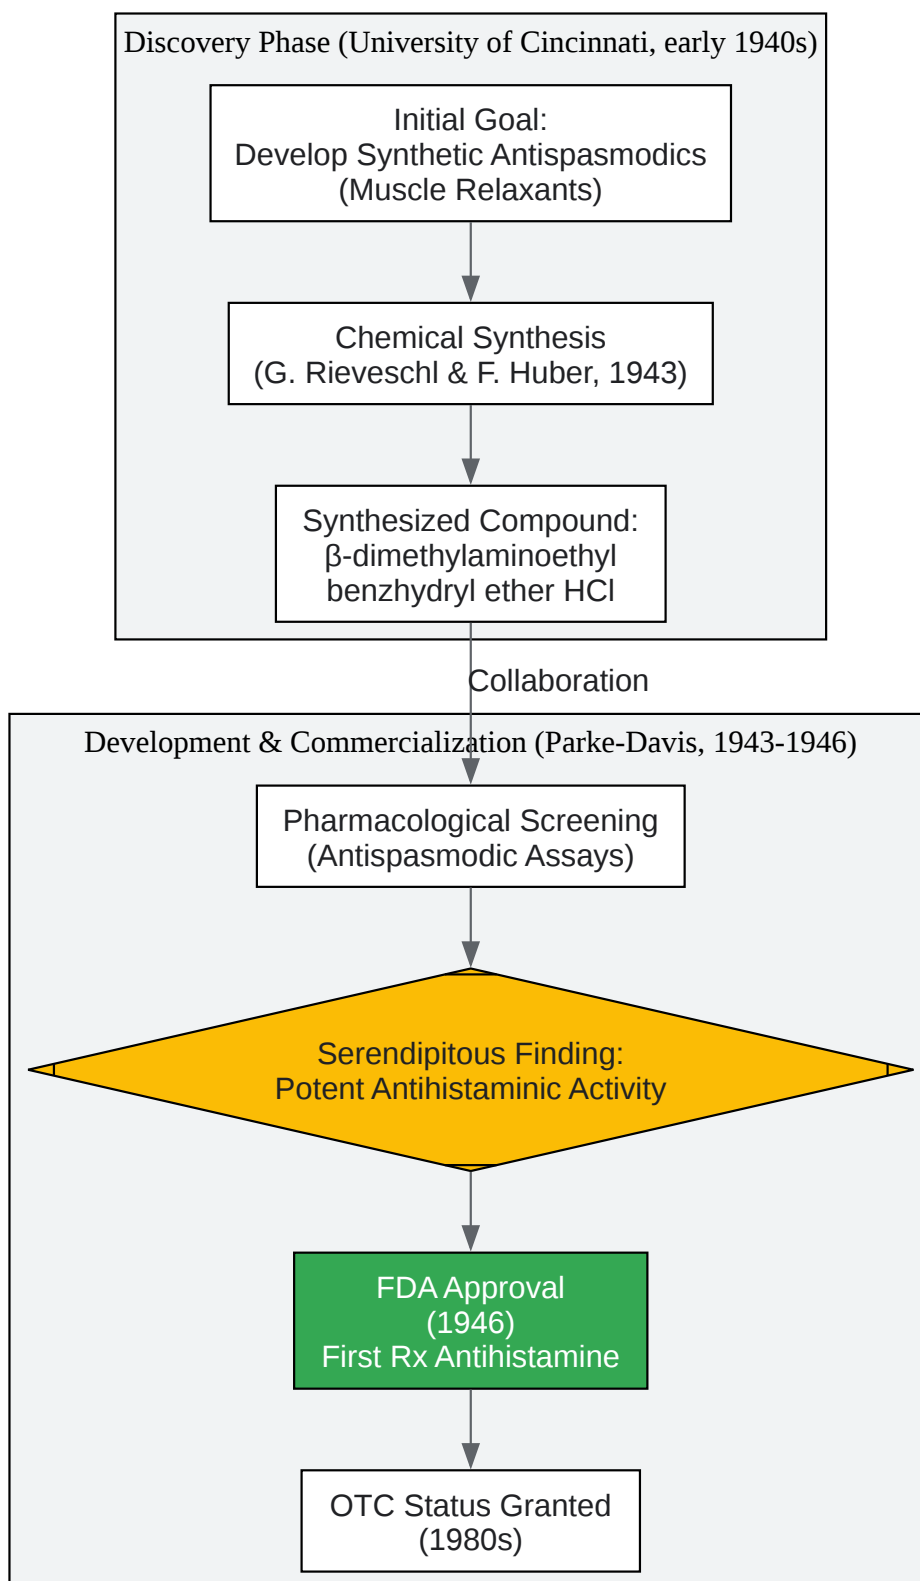 Discovery Phase (University of Cincinnati, early 1940s)
Initial Goal:
Develop Synthetic Antispasmodics
(Muscle Relaxants)
Chemical Synthesis
(G. Rieveschl & F. Huber, 1943)
Synthesized Compound:
β-dimethylaminoethyl
benzhydryl ether HCl
Collaboration
Development & Commercialization (Parke-Davis, 1943-1946)
Pharmacological Screening
(Antispasmodic Assays)
Serendipitous Finding:
Potent Antihistaminic Activity
FDA Approval
(1946)
First Rx Antihistamine
OTC Status Granted
(1980s)